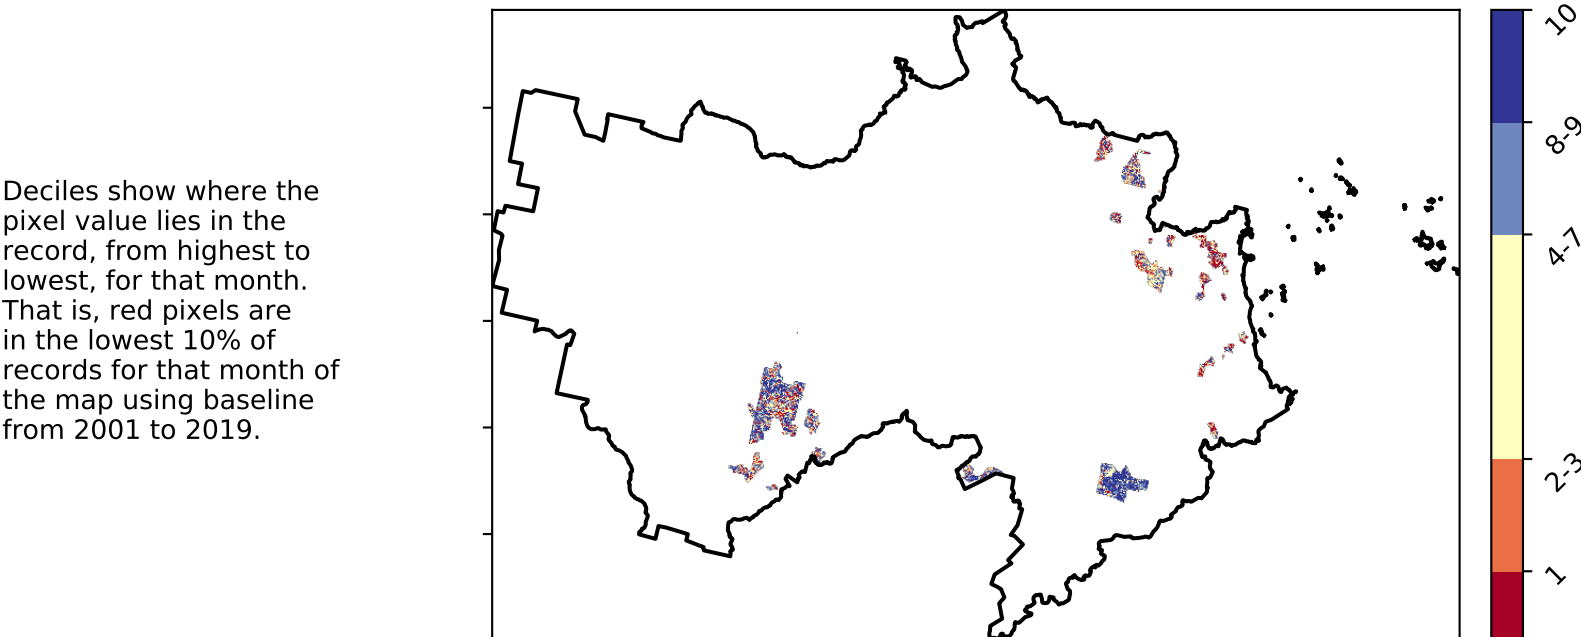 Deciles show where the
pixel value lies in the
record, from highest to
lowest, for that month.
That is, red pixels are
in the lowest 10% of
records for that month of
the map using baseline
from 2001 to 2019.
10
8-9
4-7
2-3
1